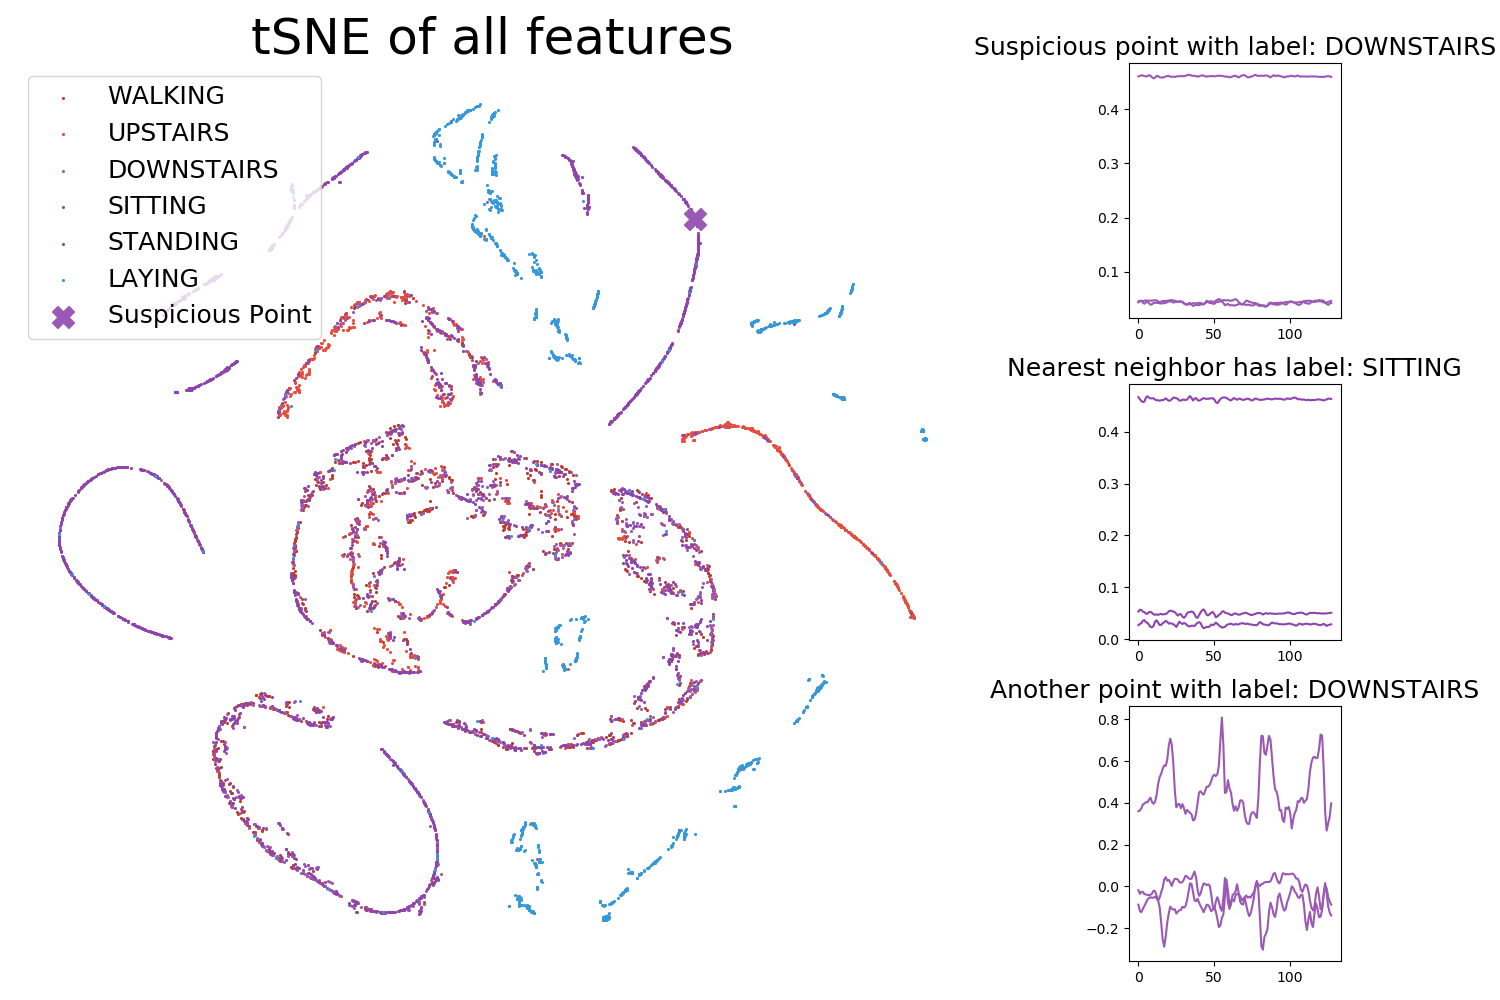 tSNE of all features
WALKING
UPSTAIRS
DOWNSTAIRS
SITTING
STANDING
LAYING
Suspicious Point
Suspicious point with label: DOWNSTAIRS
0.4
0.3
0.2
0.1
0 50 100
Nearest neighbor has label: SITTING
0.4
0.3
0.2
0.1
0.0
0 50 100
Another point with label: DOWNSTAIRS
0.8
0.6
0.4
0.2
0.0
−0.2
0 50 100